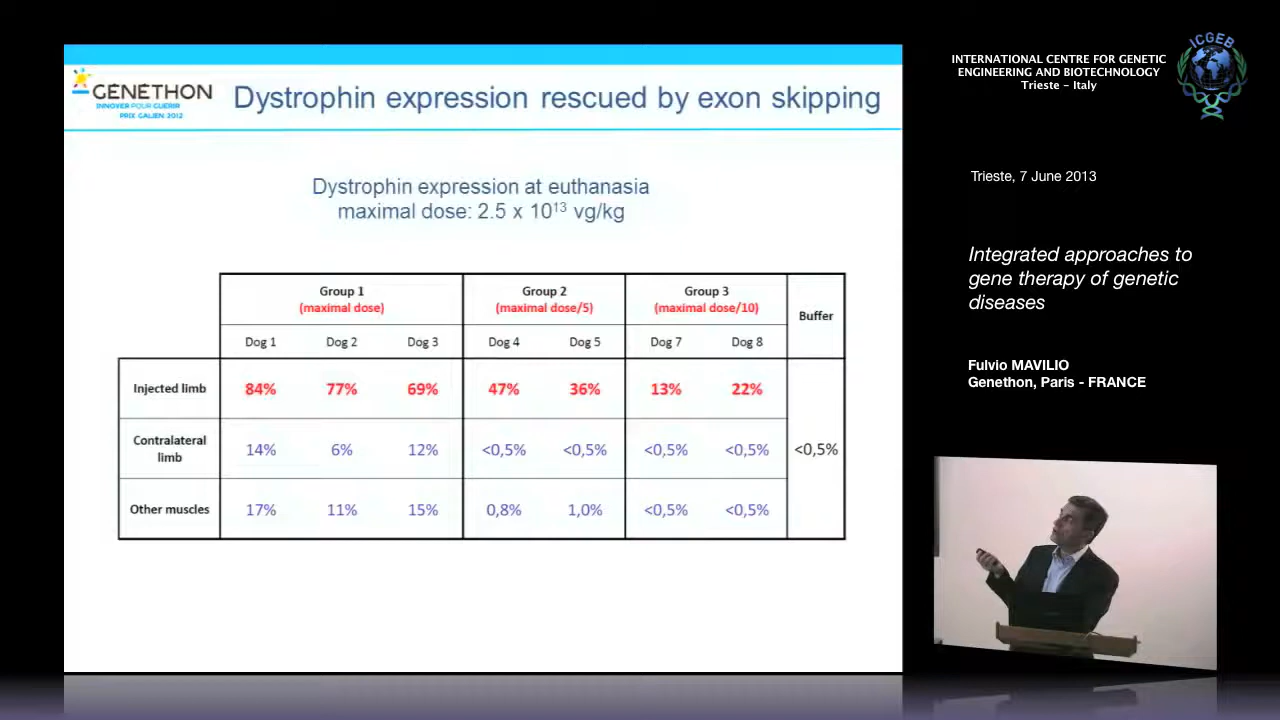 GENETHON
INNOVER POUR GUÉRIR
PRIX GALIEN 2012
Dystrophin expression rescued by exon skipping
Dystrophin expression at euthanasia
maximal dose: 2.5 x 10¹³ vg/kg
Group 1 Group 2 Group 3
(maximal dose) (maximal dose/5) (maximal dose/10) Buffer
Dog 1 Dog 2 Dog 3 Dog 4 Dog 5 Dog 7 Dog 8
Injected limb 84% 77% 69% 47% 36% 13% 22%
Contralateral
limb 14% 6% 12% <0,5% <0,5% <0,5% <0,5% <0,5%
Other muscles 17% 11% 15% 0,8% 1,0% <0,5% <0,5%
INTERNATIONAL CENTRE FOR GENETIC
ENGINEERING AND BIOTECHNOLOGY
Trieste - Italy
ICGEB
Trieste, 7 June 2013
Integrated approaches to
gene therapy of genetic
diseases
Fulvio MAVILIO
Genethon, Paris - FRANCE